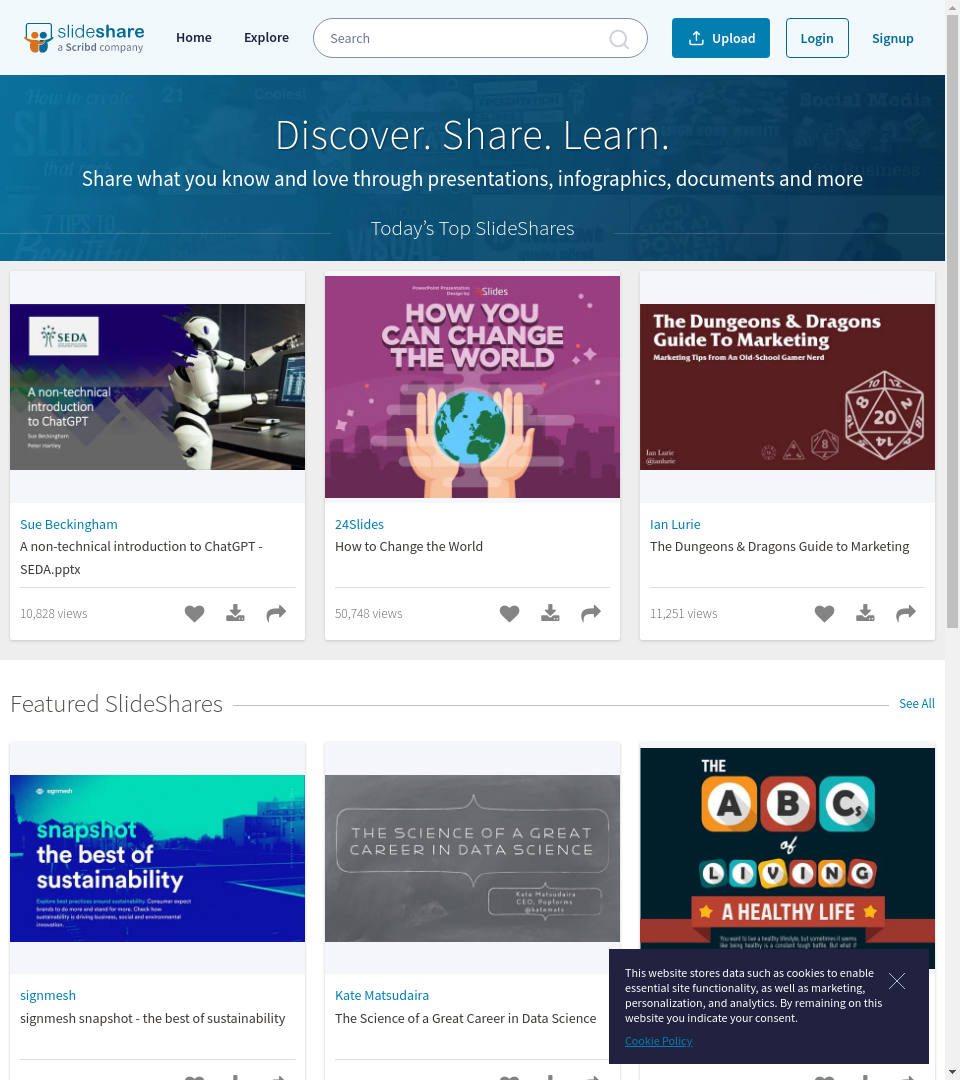 slideshare
a Scribd company
Home
Explore
Search
Upload
Login
Signup
Discover. Share. Learn.
Share what you know and love through presentations, infographics, documents and more
Today’s Top SlideShares
SEDA
A non-technical
introduction
to ChatGPT
Sue Beckingham
Peter Hartley
PowerPoint Presentation
Design by 24Slides
HOW YOU
CAN CHANGE
THE WORLD
The Dungeons & Dragons
Guide To Marketing
Marketing Tips From An Old-School Gamer Nerd
10
12
2
8
20
14
8
Ian Lurie
@ianlurie
Sue Beckingham
A non-technical introduction to ChatGPT -
SEDA.pptx
10,828 views
24Slides
How to Change the World
50,748 views
Ian Lurie
The Dungeons & Dragons Guide to Marketing
11,251 views
Featured SlideShares
See All
signmesh
snapshot
the best of
sustainability
Explore best practices around sustainability. Consumer expect
brands to do more and stand for more. Check how
sustainability is driving business, social and environmental
innovation.
THE SCIENCE OF A GREAT
CAREER IN DATA SCIENCE
Kate Matsudaira
CEO, Popforms
@katemats
THE
ABCs
of
LIVING
A HEALTHY LIFE
You want to live a healthy lifestyle, but sometimes it seems
like being healthy is a constant tough battle. But what if
signmesh
signmesh snapshot - the best of sustainability
Kate Matsudaira
The Science of a Great Career in Data Science
This website stores data such as cookies to enable
essential site functionality, as well as marketing,
personalization, and analytics. By remaining on this
website you indicate your consent.
Cookie Policy